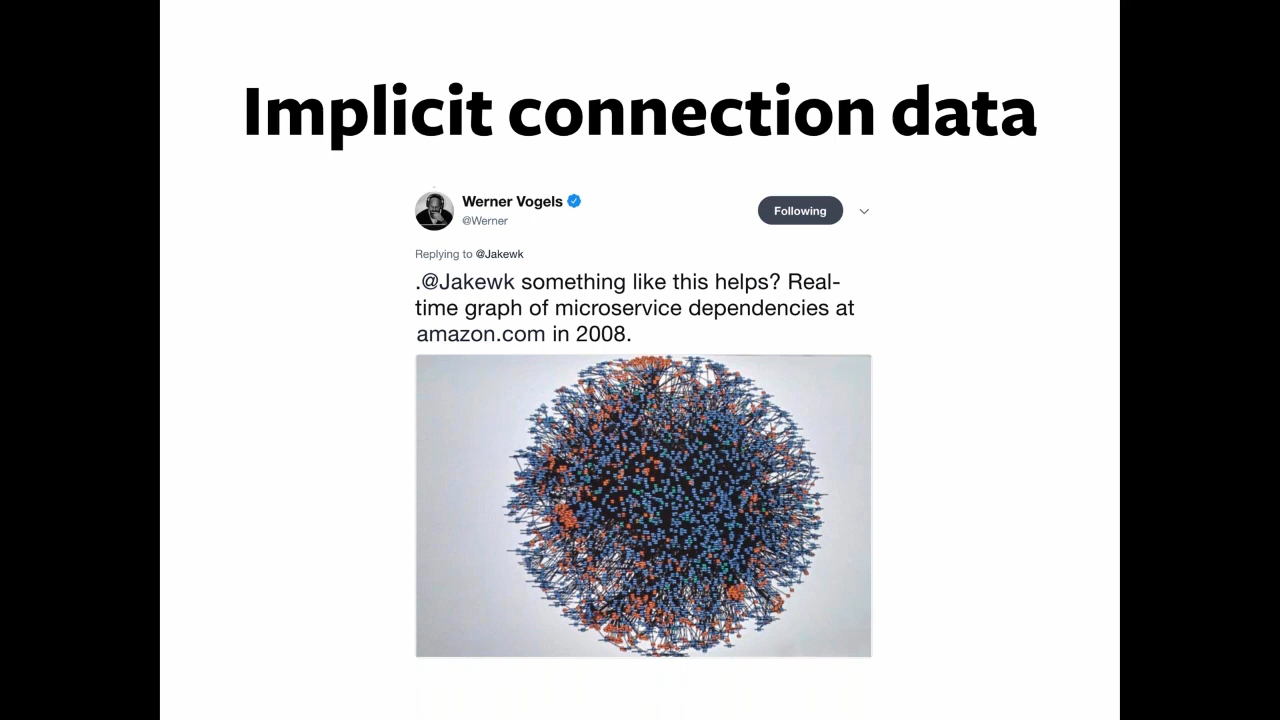 Implicit connection data
Werner Vogels
@Werner
Following
Replying to @Jakewk
.@Jakewk something like this helps? Real-
time graph of microservice dependencies at
amazon.com in 2008.